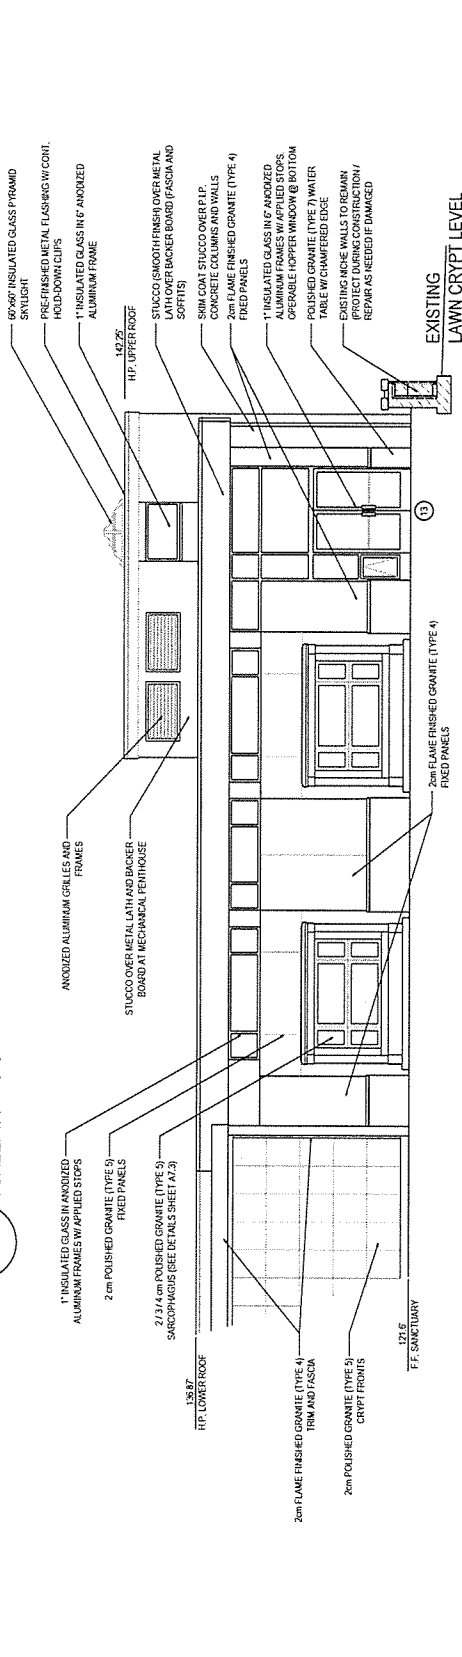 60"x60" INSULATED GLASS PYRAMID
SKYLIGHT
PRE-FINISHED METAL FLASHING W/ CONT.
HOLD-DOWN CLIPS
1" INSULATED GLASS IN 6" ANODIZED
ALUMINUM FRAME
142.25'
H.P. UPPER ROOF
STUCCO (SMOOTH FINISH) OVER METAL
LATH OVER BACKER BOARD (FASCIA AND
SOFFITS)
SKIM COAT STUCCO OVER P.I.P.
CONCRETE COLUMNS AND WALLS
2cm FLAME FINISHED GRANITE (TYPE 4)
FIXED PANELS
1" INSULATED GLASS IN 6" ANODIZED
ALUMINUM FRAMES W/ APPLIED STOPS.
OPERABLE HOPPER WINDOW @ BOTTOM
POLISHED GRANITE (TYPE 7) WATER
TABLE W/ CHAMFERED EDGE
EXISTING NICHE WALLS TO REMAIN
(PROTECT DURING CONSTRUCTION /
REPAIR AS NEEDED IF DAMAGED
EXISTING
LAWN CRYPT LEVEL
13
ANODIZED ALUMINUM GRILLES AND
FRAMES
STUCCO OVER METAL LATH AND BACKER
BOARD AT MECHANICAL PENTHOUSE
2cm FLAME FINISHED GRANITE (TYPE 4)
FIXED PANELS
1" INSULATED GLASS IN ANODIZED
ALUMINUM FRAMES W/ APPLIED STOPS
2 cm POLISHED GRANITE (TYPE 5)
FIXED PANELS
2 / 3 / 4 cm POLISHED GRANITE (TYPE 5)
SARCOPHAGUS (SEE DETAILS SHEET A7.3)
136.87'
H.P. LOWER ROOF
2cm FLAME FINISHED GRANITE (TYPE 4)
TRIM AND FASCIA
2cm POLISHED GRANITE (TYPE 5)
CRYPT FRONTS
121.6'
F.F. SANCTUARY